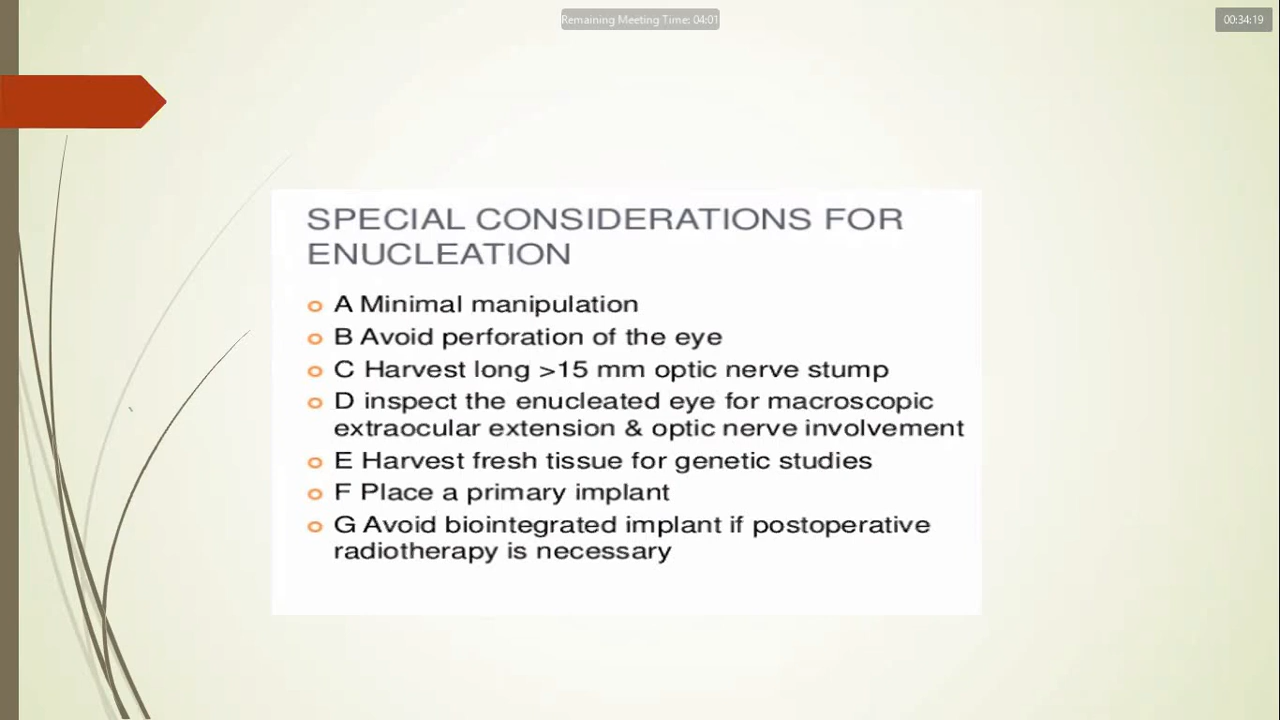 Remaining Meeting Time: 04:01
00:34:19
SPECIAL CONSIDERATIONS FOR
ENUCLEATION
A Minimal manipulation
B Avoid perforation of the eye
C Harvest long >15 mm optic nerve stump
D inspect the enucleated eye for macroscopic
extraocular extension & optic nerve involvement
E Harvest fresh tissue for genetic studies
F Place a primary implant
G Avoid biointegrated implant if postoperative
radiotherapy is necessary